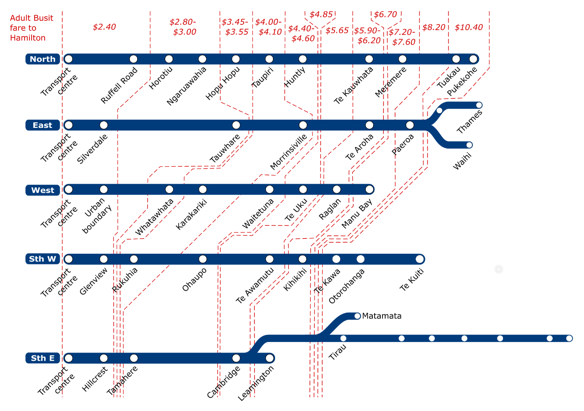 Adult Busit
fare to
Hamilton
$2.40
$2.80-
$3.00
$3.45-
$3.55
$4.00-
$4.10
$4.40-
$4.60
$4.85
$5.65
$5.90-
$6.20
$6.70
$7.20-
$7.60
$8.20
$10.40
North
Transport
centre
Ruffell Road
Horotiu
Ngaruawahia
Hopu Hopu
Taupiri
Huntly
Te Kauwhata
Meremere
Tuakau
Pukekohe
East
Transport
centre
Silverdale
Tauwhare
Morrinsville
Te Aroha
Paeroa
Thames
Waihi
West
Transport
centre
Urban
boundary
Whatawhata
Karakariki
Waitetuna
Te Uku
Raglan
Manu Bay
Sth W
Transport
centre
Glenview
Rukuhia
Ohaupo
Te Awamutu
Kihikihi
Te Kawa
Otorohanga
Te Kuiti
Sth E
Transport
centre
Hillcrest
Tamahere
Cambridge
Leamington
Matamata
Tirau